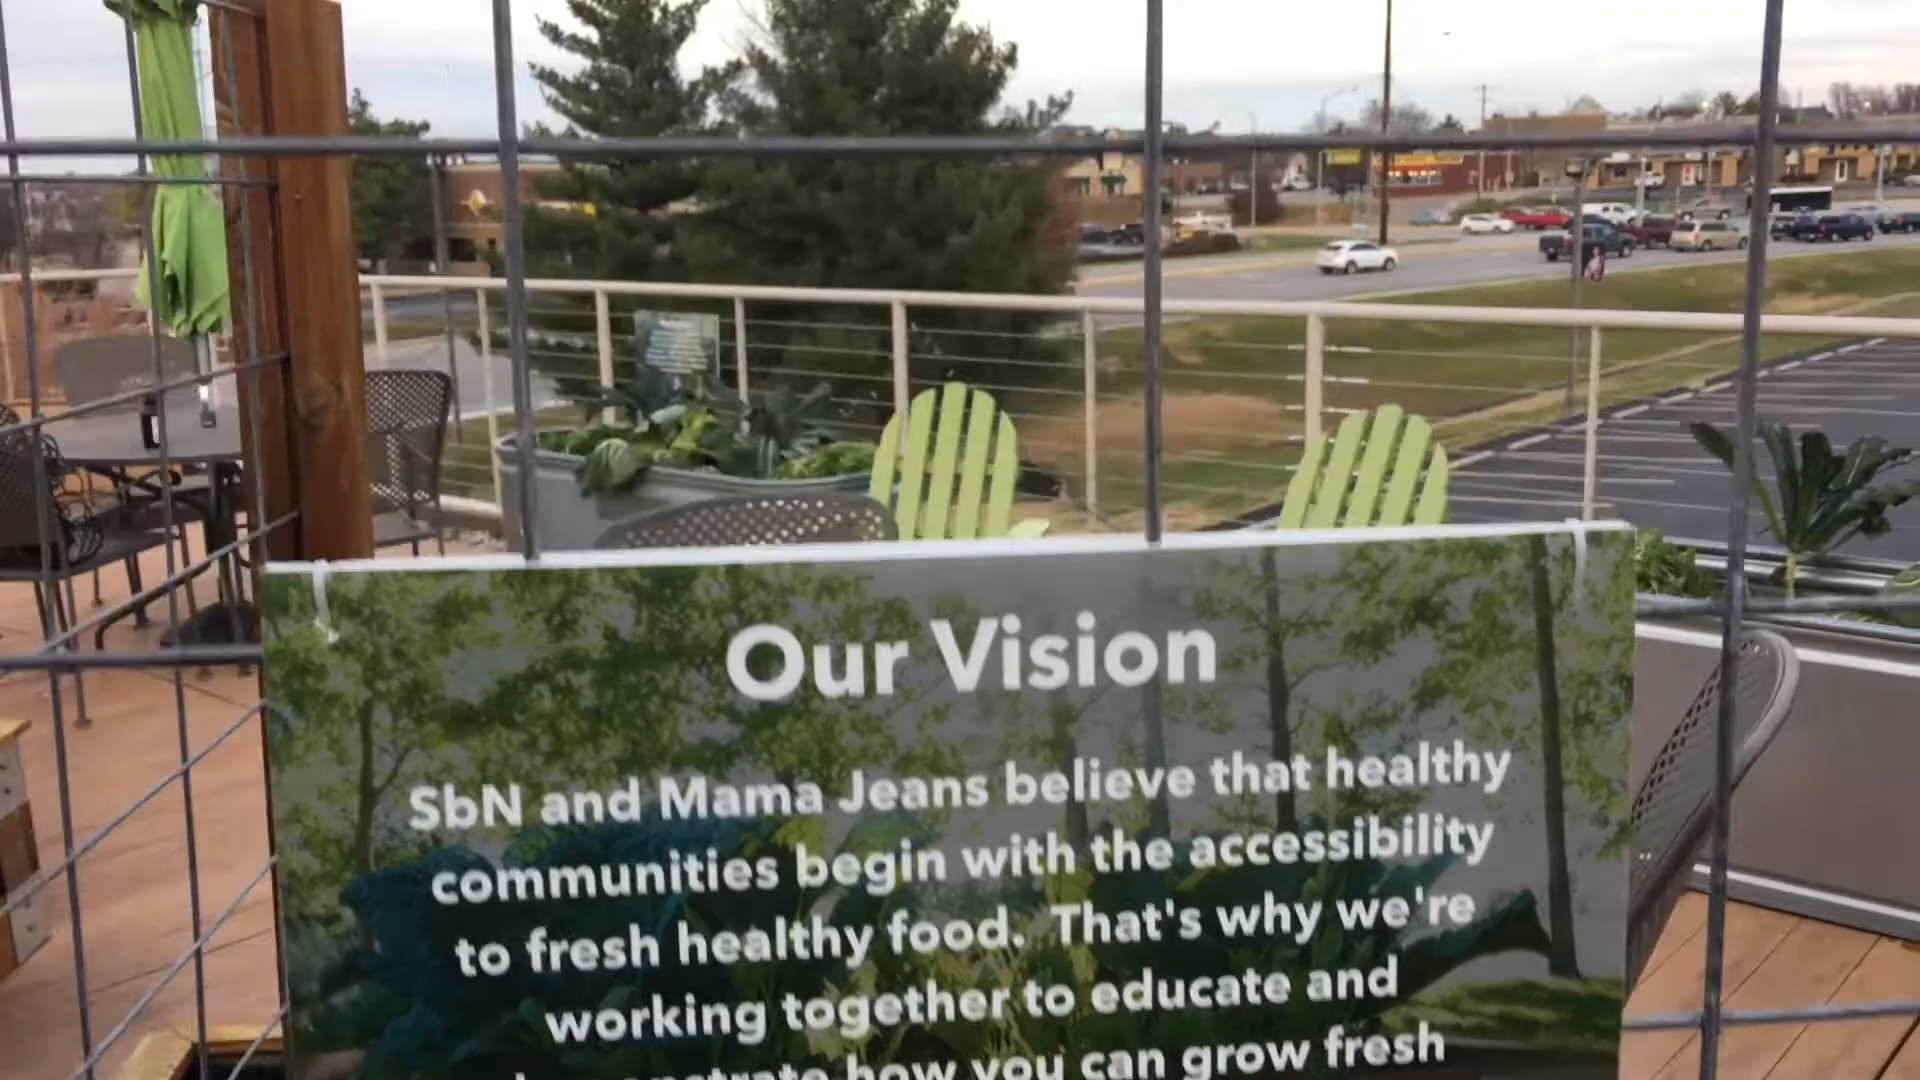 Our Vision
SbN and Mama Jeans believe that healthy
communities begin with the accessibility
to fresh healthy food. That's why we're
working together to educate and
how you can grow fresh